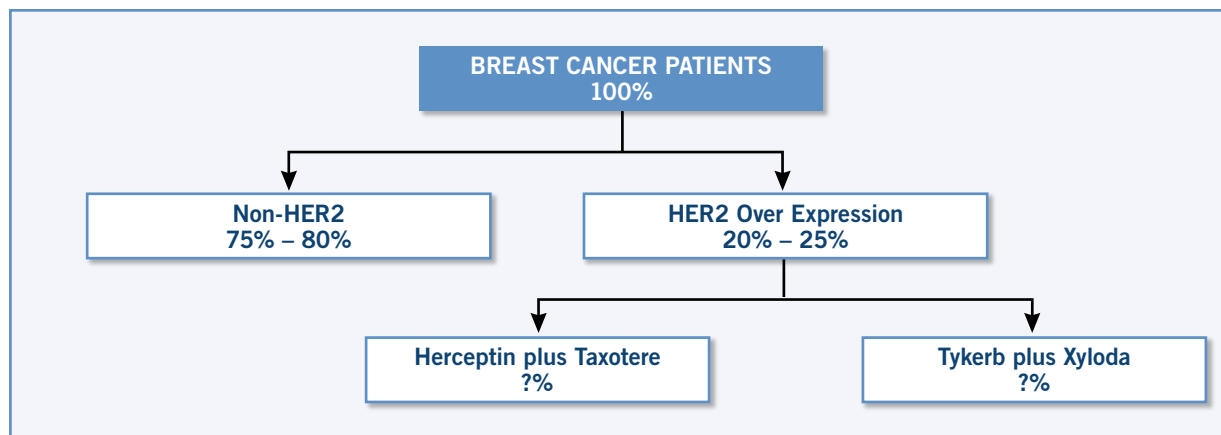 BREAST CANCER PATIENTS
100%
Non-HER2
75% – 80%
HER2 Over Expression
20% – 25%
Herceptin plus Taxotere
?%
Tykerb plus Xyloda
?%